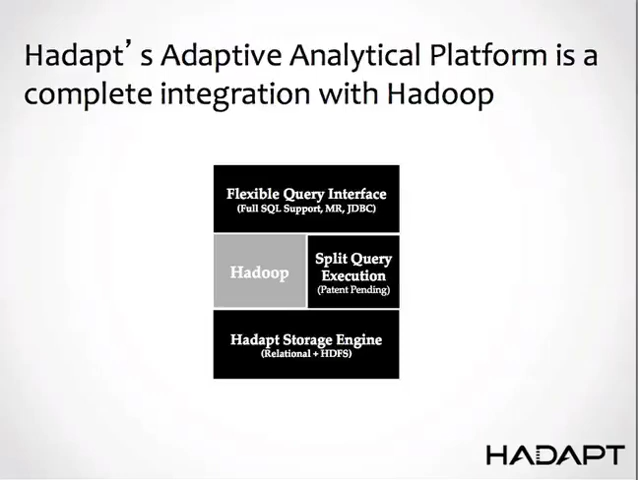 Hadapt’s Adaptive Analytical Platform is a
complete integration with Hadoop
Flexible Query Interface
(Full SQL Support, MR, JDBC)
Hadoop
Split Query
Execution
(Patent Pending)
Hadapt Storage Engine
(Relational + HDFS)
HADAPT